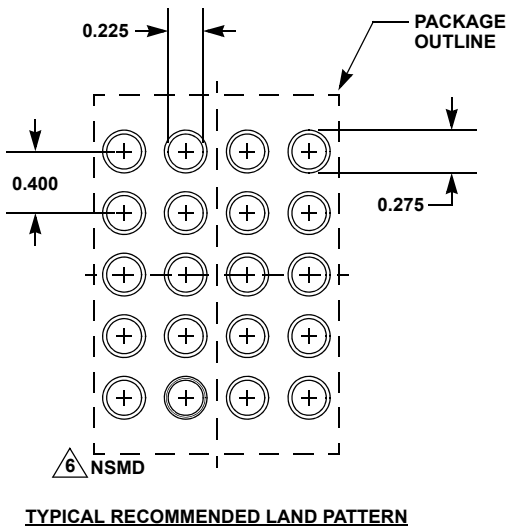 0.225
PACKAGE
OUTLINE
0.400
0.275
6 NSMD
TYPICAL RECOMMENDED LAND PATTERN